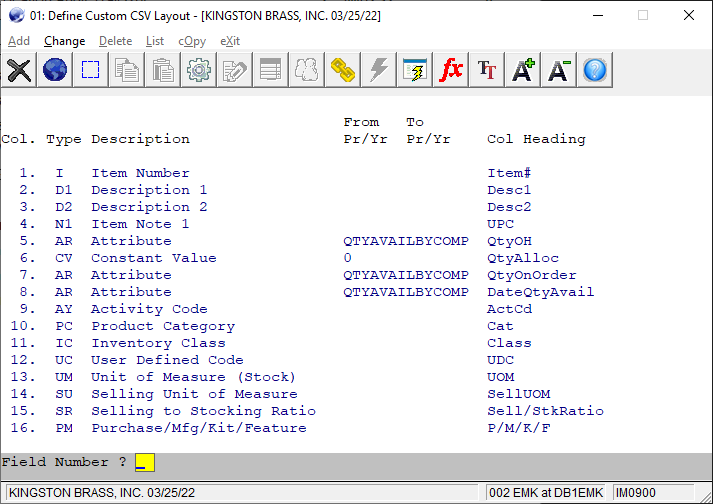 01: Define Custom CSV Layout - [KINGSTON BRASS, INC. 03/25/22]
Add Change Delete List cOpy eXit
fx TT A+ A- ?
From To
Col. Type Description Pr/Yr Pr/Yr Col Heading
1. I Item Number Item#
2. D1 Description 1 Desc1
3. D2 Description 2 Desc2
4. N1 Item Note 1 UPC
5. AR Attribute QTYAVAILBYCOMP QtyOH
6. CV Constant Value 0 QtyAlloc
7. AR Attribute QTYAVAILBYCOMP QtyOnOrder
8. AR Attribute QTYAVAILBYCOMP DateQtyAvail
9. AY Activity Code ActCd
10. PC Product Category Cat
11. IC Inventory Class Class
12. UC User Defined Code UDC
13. UM Unit of Measure (Stock) UOM
14. SU Selling Unit of Measure SellUOM
15. SR Selling to Stocking Ratio Sell/StkRatio
16. PM Purchase/Mfg/Kit/Feature P/M/K/F
Field Number ? _
KINGSTON BRASS, INC. 03/25/22 002 EMK at DB1EMK IM0900